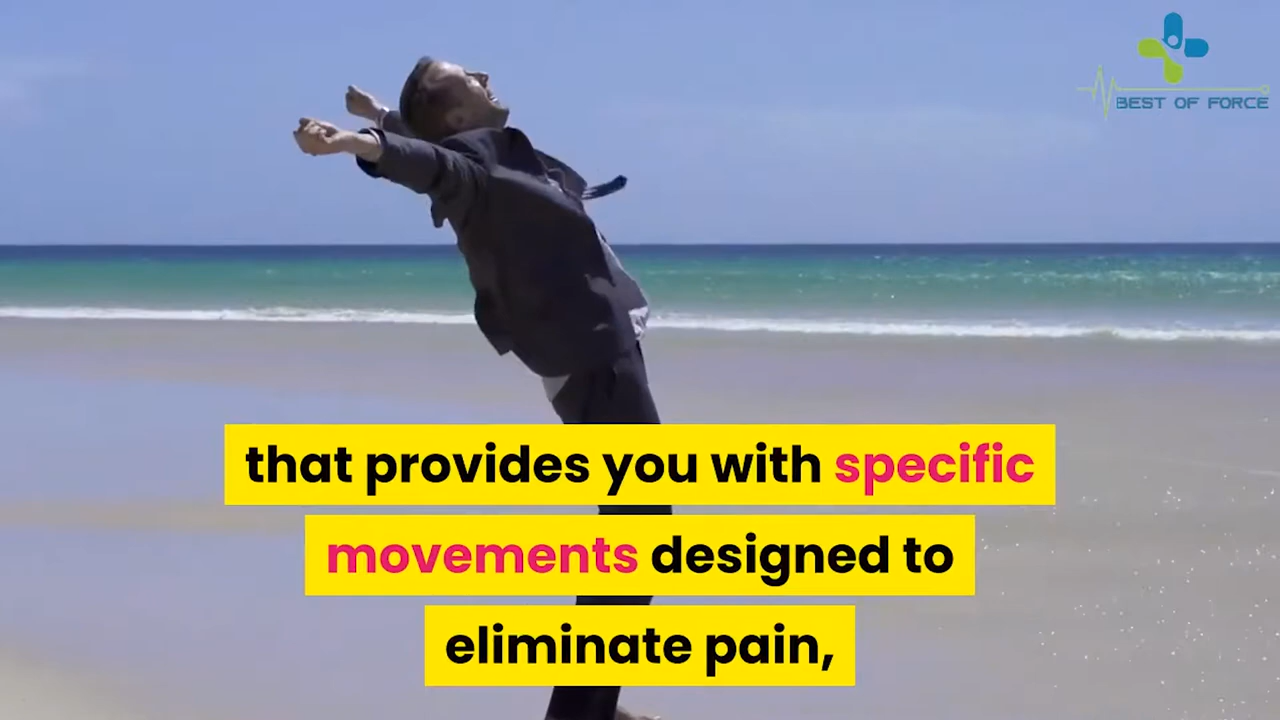 BEST OF FORCE
that provides you with specific
movements designed to
eliminate pain,